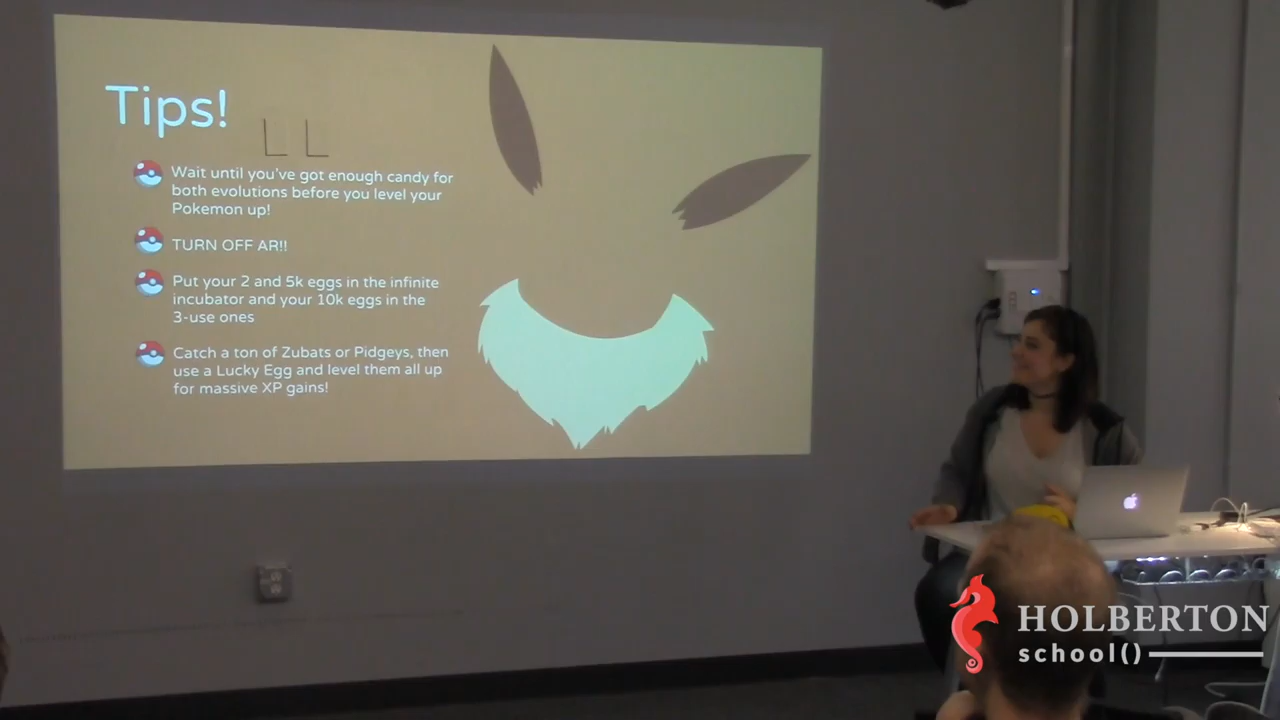 Tips!
Wait until you've got enough candy for
both evolutions before you level your
Pokemon up!
TURN OFF AR!!
Put your 2 and 5k eggs in the infinite
incubator and your 10k eggs in the
3-use ones
Catch a ton of Zubats or Pidgeys, then
use a Lucky Egg and level them all up
for massive XP gains!
HOLBERTON
school()